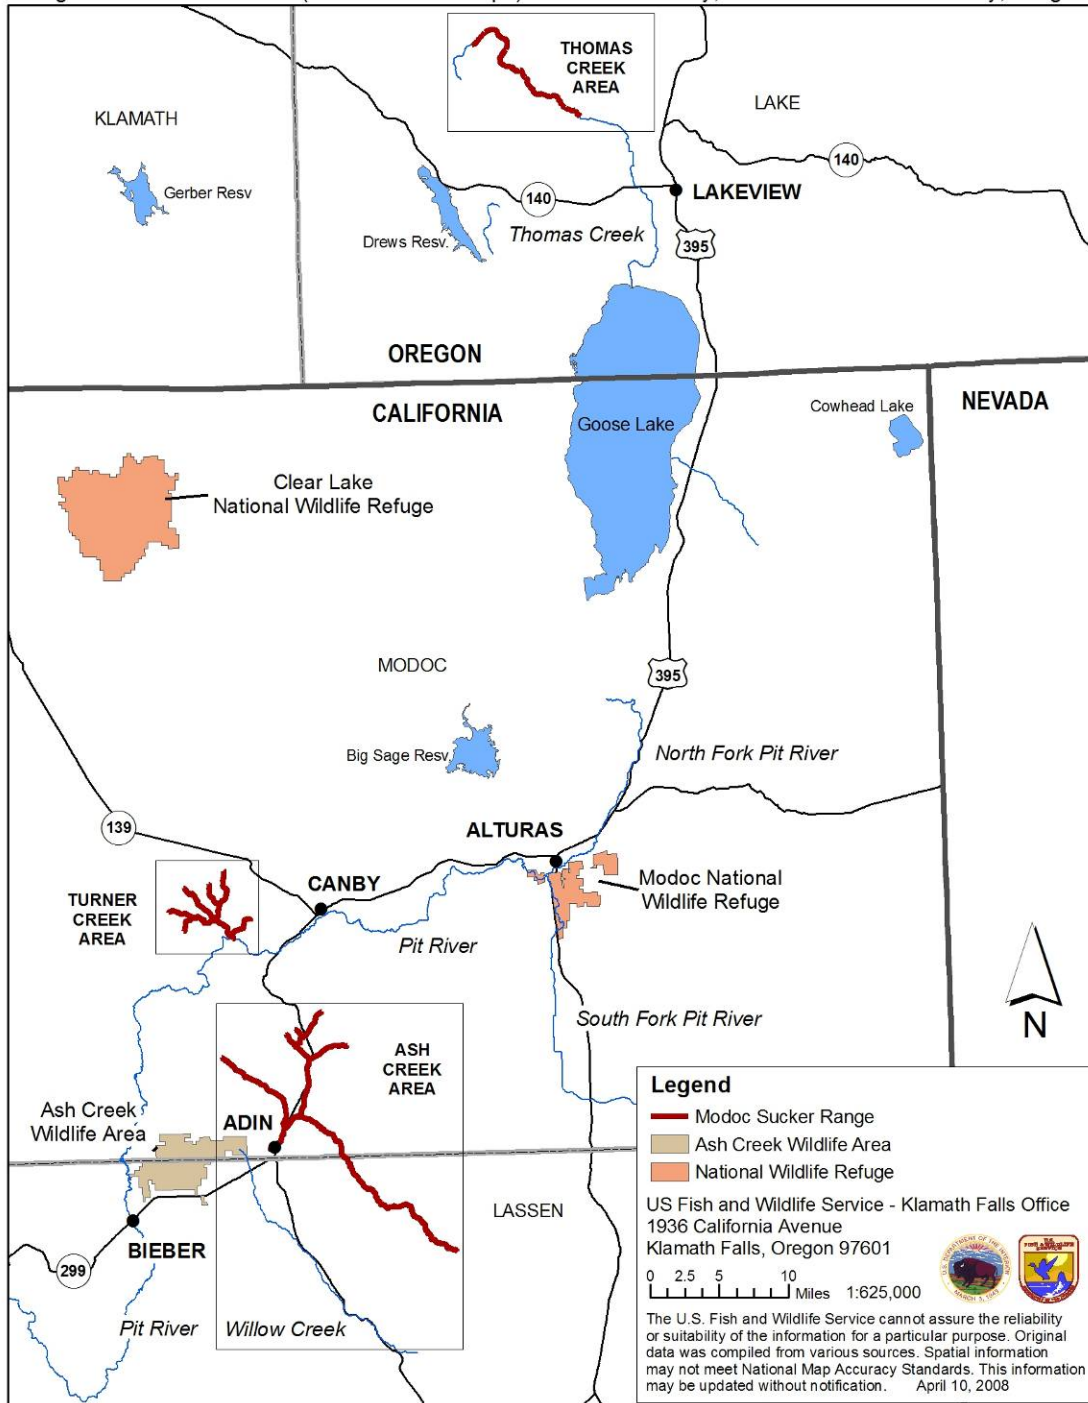 THOMAS
CREEK
AREA
LAKE
KLAMATH
140
Gerber Resv
140
LAKEVIEW
Drews Resv.
Thomas Creek
395
OREGON
CALIFORNIA
NEVADA
Cowhead Lake
Goose Lake
Clear Lake
National Wildlife Refuge
MODOC
395
Big Sage Resv
North Fork Pit River
139
ALTURAS
TURNER
CREEK
AREA
CANBY
Modoc National
Wildlife Refuge
Pit River
South Fork Pit River
N
ASH
CREEK
AREA
Ash Creek
Wildlife Area
ADIN
LASSEN
BIEBER
299
Pit River
Willow Creek
Legend
Modoc Sucker Range
Ash Creek Wildlife Area
National Wildlife Refuge
US Fish and Wildlife Service - Klamath Falls Office
1936 California Avenue
Klamath Falls, Oregon 97601
0 2.5 5 10
Miles 1:625,000
The U.S. Fish and Wildlife Service cannot assure the reliability
or suitability of the information for a particular purpose. Original
data was compiled from various sources. Spatial information
may not meet National Map Accuracy Standards. This information
may be updated without notification. April 10, 2008